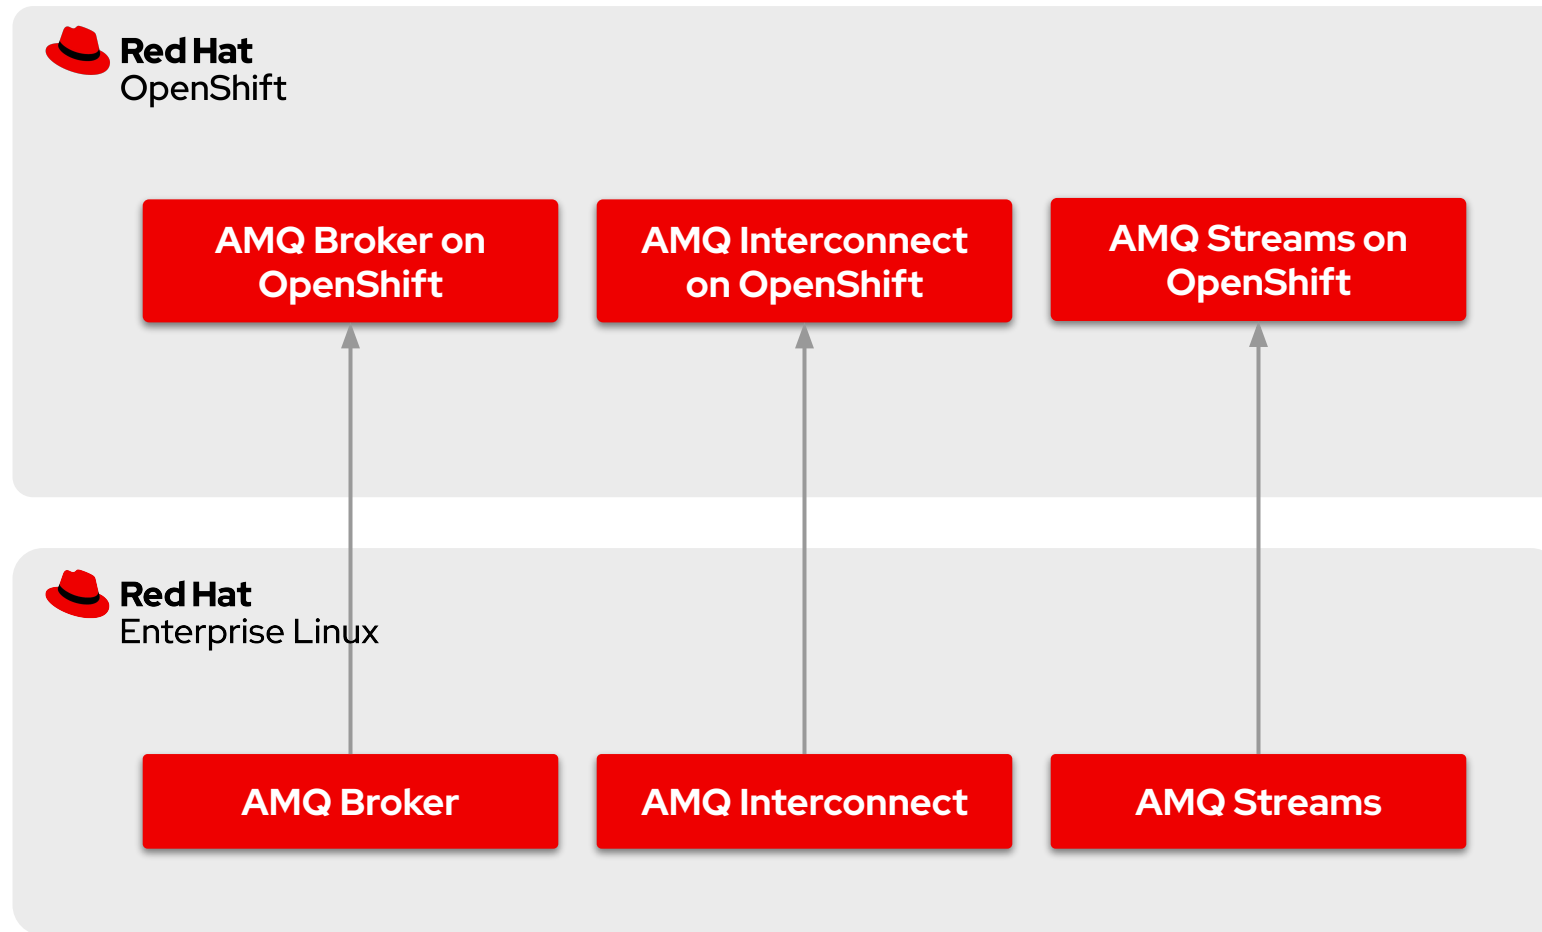 Red Hat
OpenShift
AMQ Broker on
OpenShift
AMQ Interconnect
on OpenShift
AMQ Streams on
OpenShift
Red Hat
Enterprise Linux
AMQ Broker
AMQ Interconnect
AMQ Streams